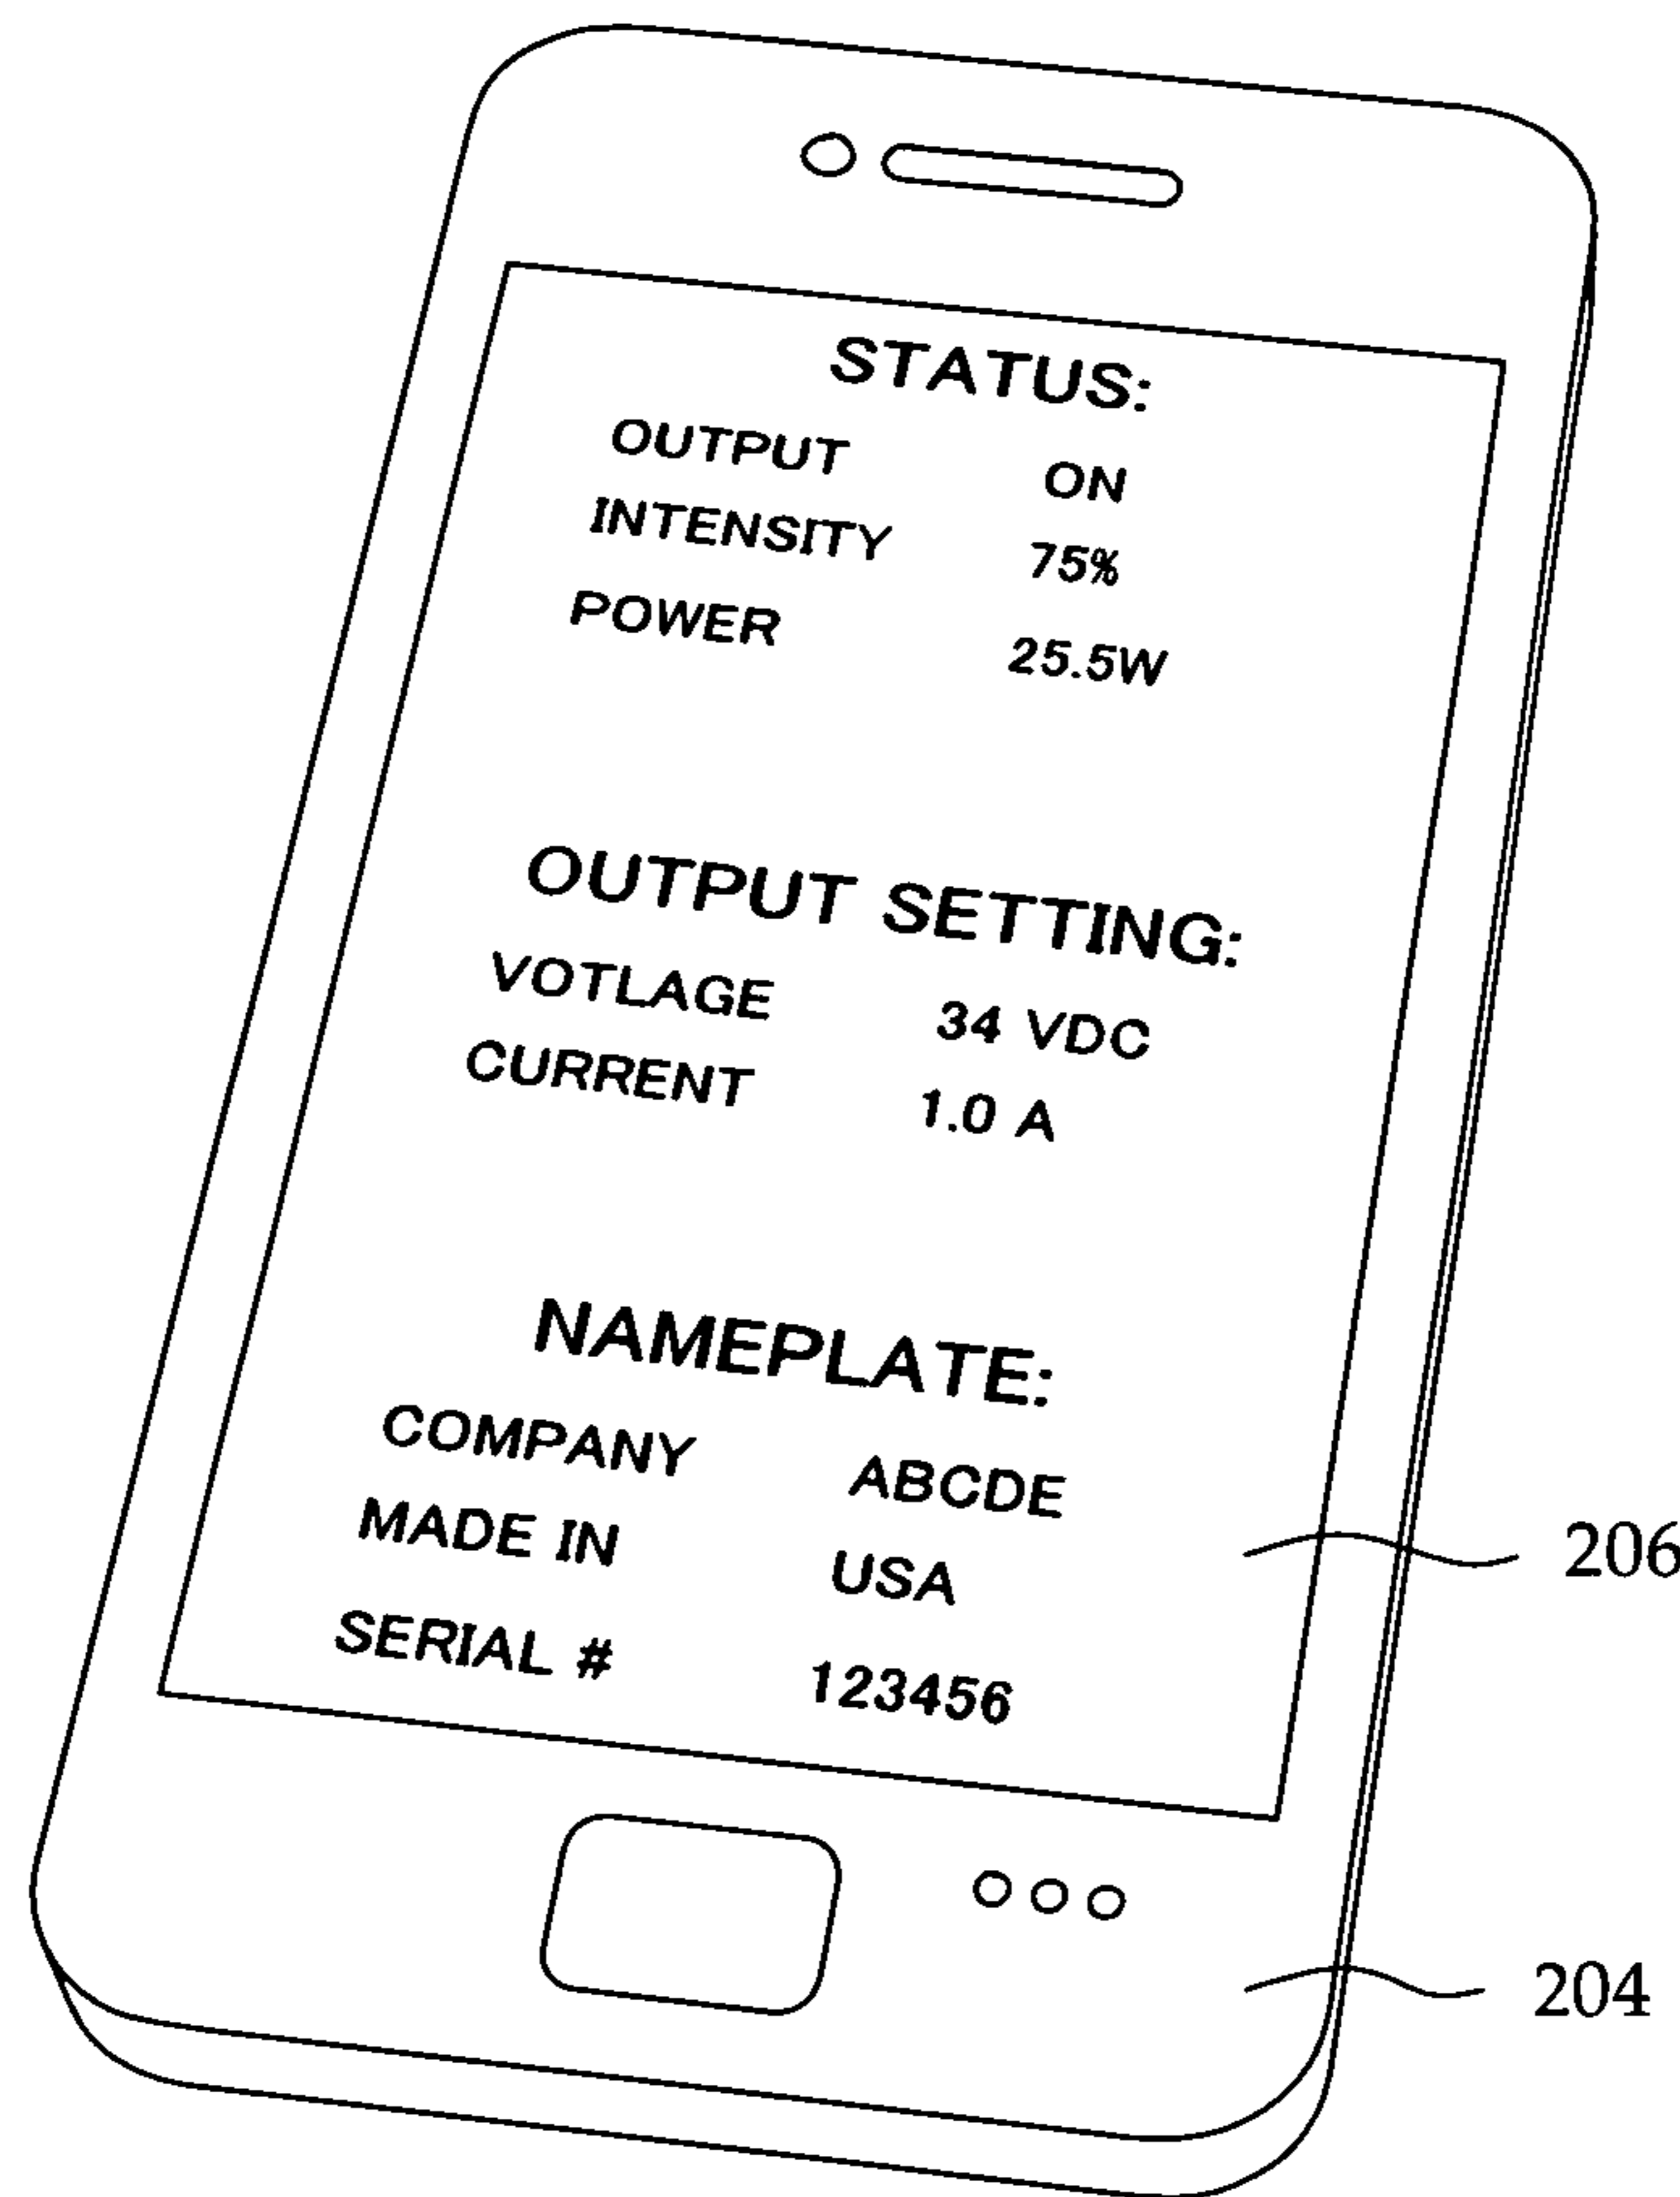 STATUS:
OUTPUT ON
INTENSITY 75%
POWER 25.5W
OUTPUT SETTING:
VOTLAGE 34 VDC
CURRENT 1.0 A
NAMEPLATE:
COMPANY ABCDE
MADE IN USA
SERIAL # 123456
206
204